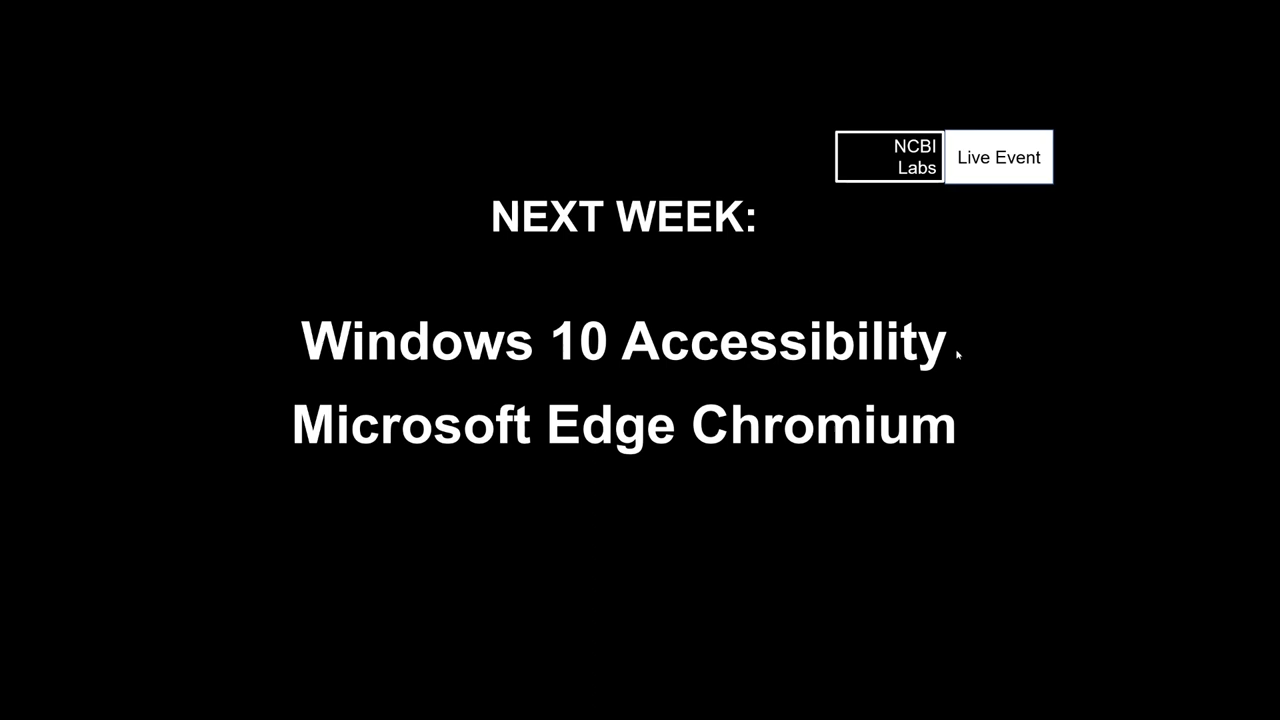 NCBI
Labs
Live Event
NEXT WEEK:
Windows 10 Accessibility
Microsoft Edge Chromium